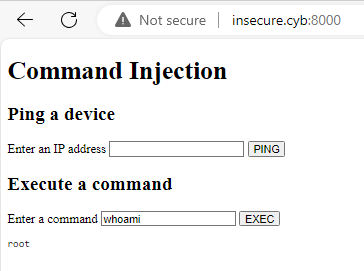 Not secure insecure.cyb:8000
Command Injection
Ping a device
Enter an IP address PING
Execute a command
Enter a command whoami EXEC
root